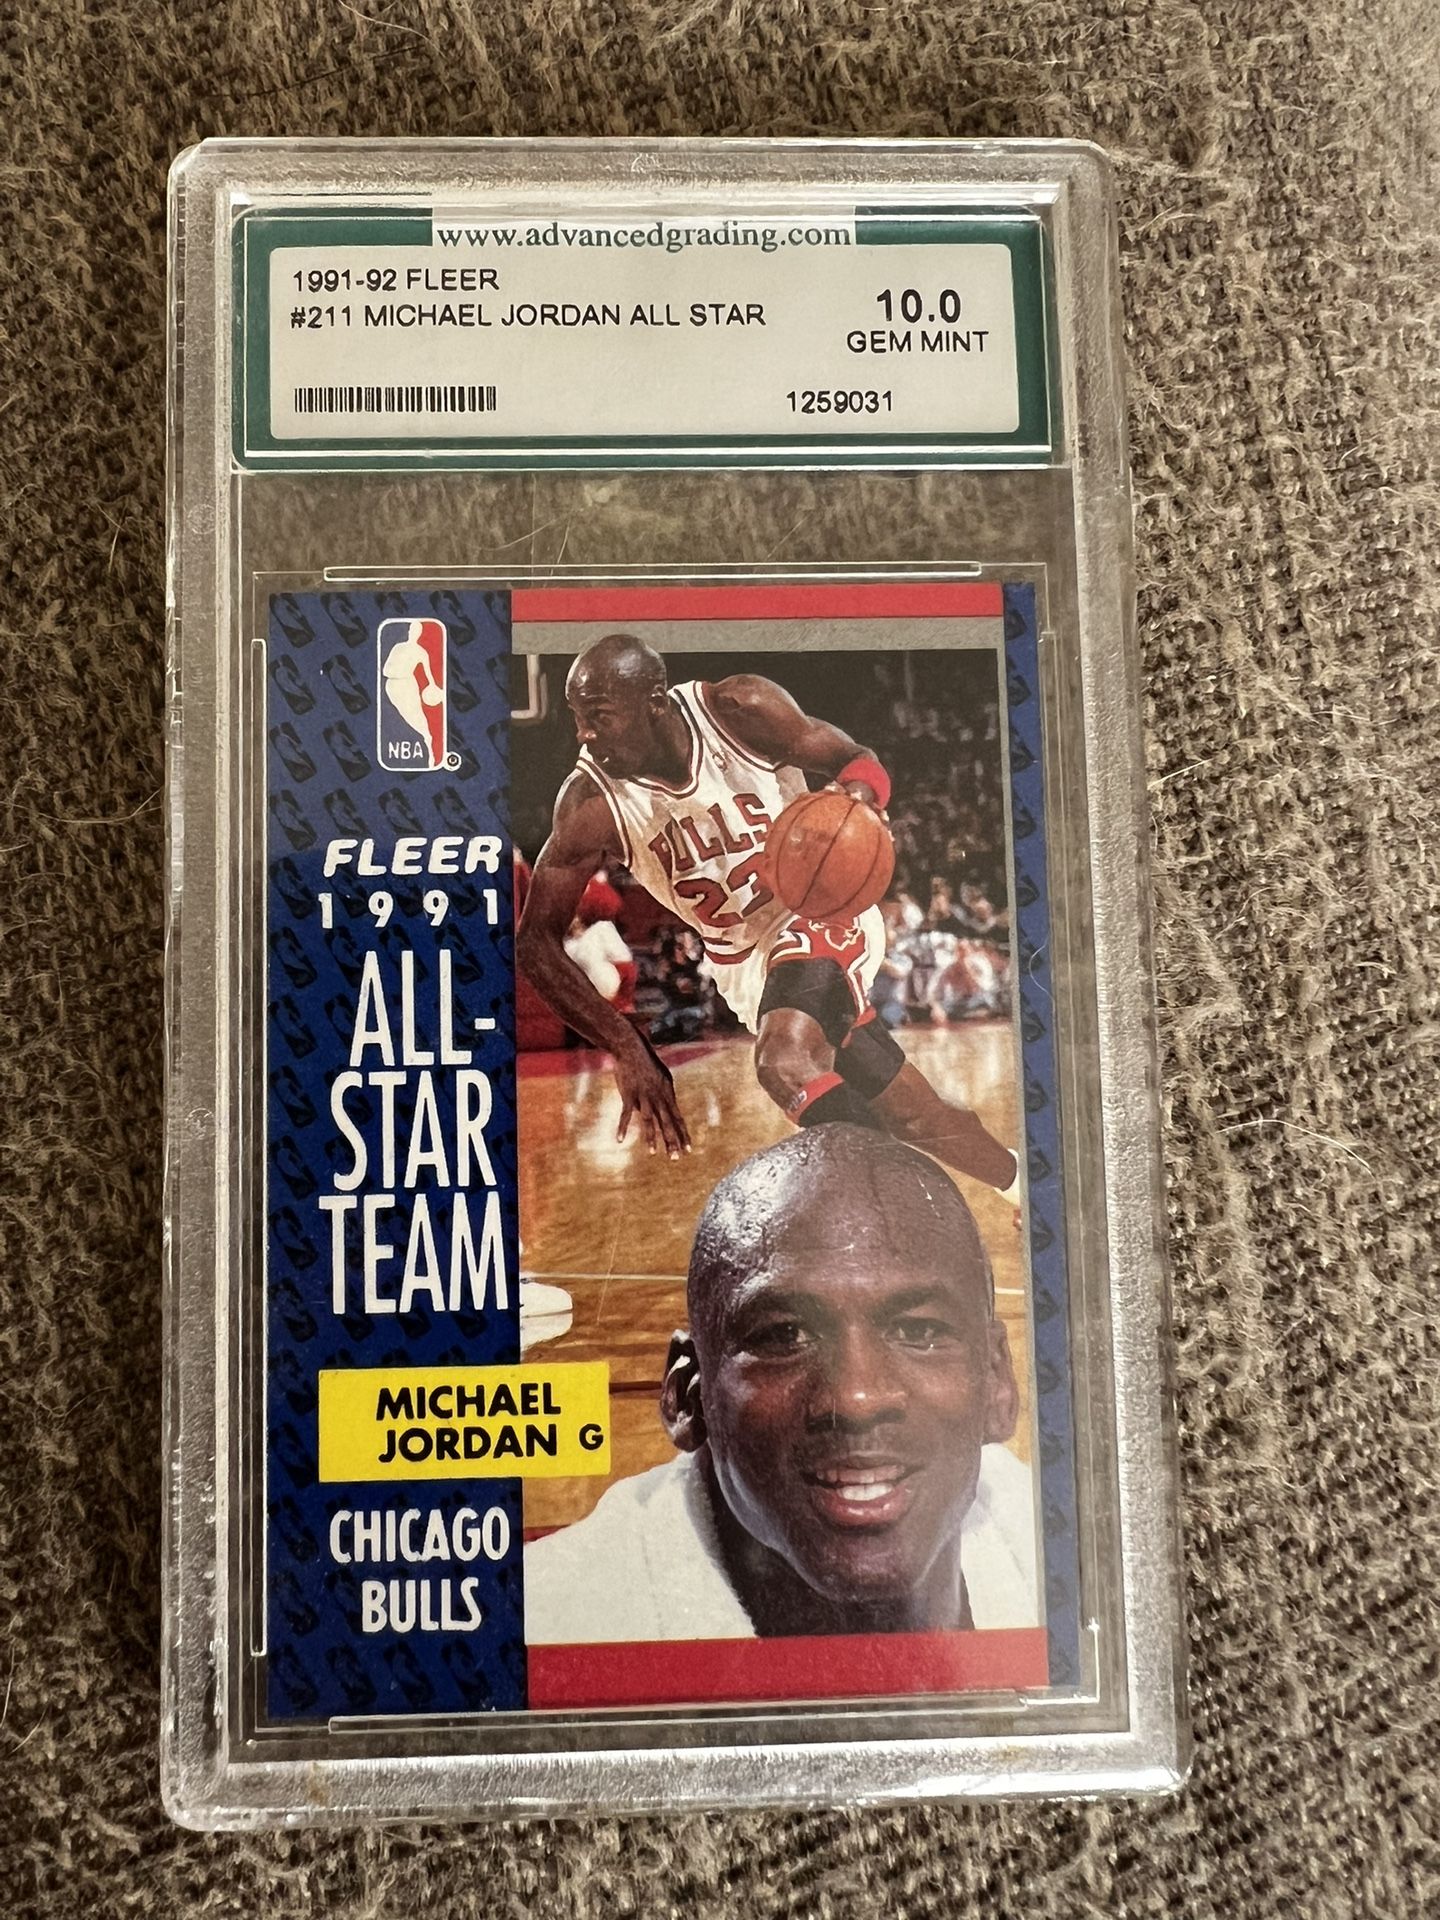 www.advancedgrading.com
1991-92 FLEER
#211 MICHAEL JORDAN ALL STAR
10.0
GEM MINT
1259031
NBA
FLEER
1991
ALL-
STAR
TEAM
MICHAEL
JORDAN G
CHICAGO
BULLS
BULLS
23